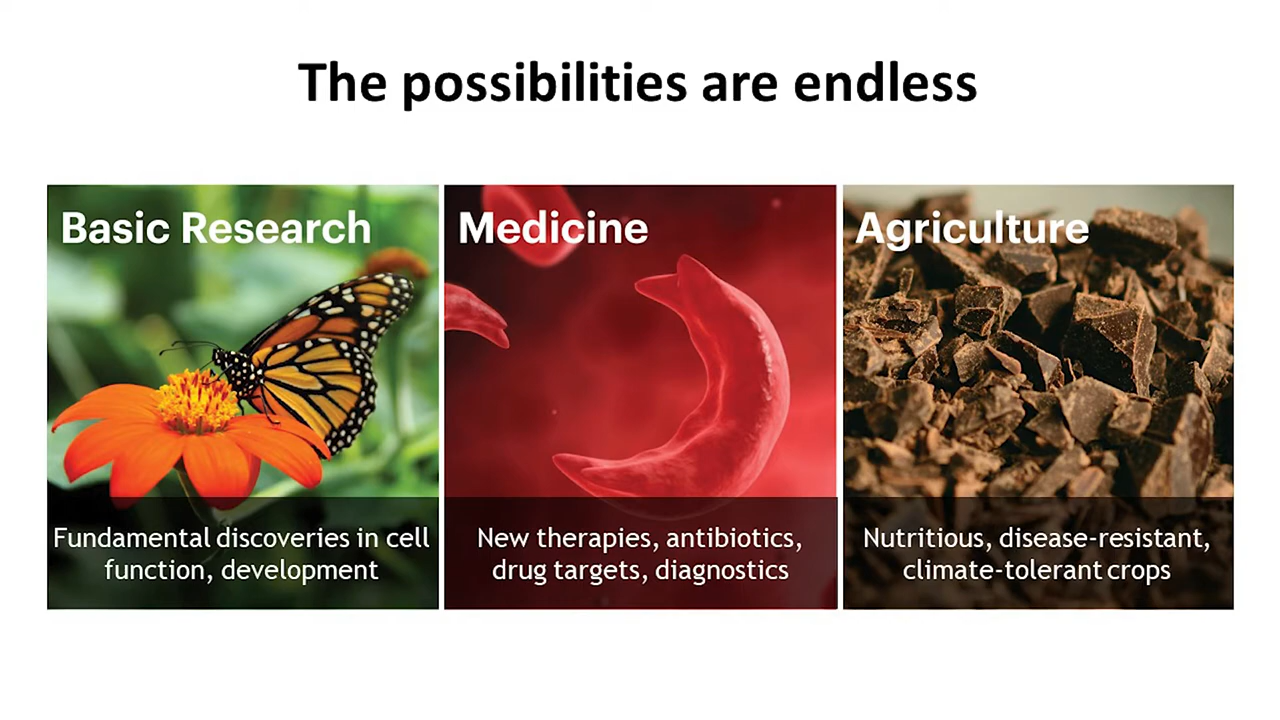 The possibilities are endless
Basic Research
Fundamental discoveries in cell
function, development
Medicine
New therapies, antibiotics,
drug targets, diagnostics
Agriculture
Nutritious, disease-resistant,
climate-tolerant crops